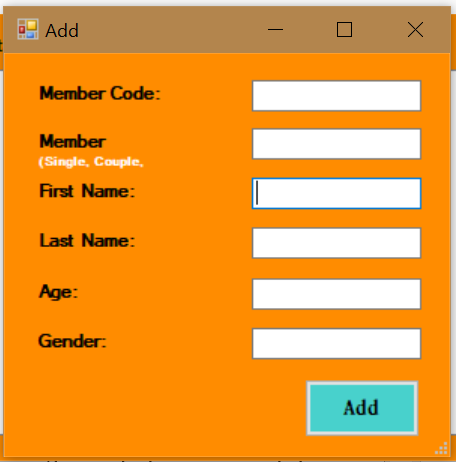 Add
Member Code:
Member
(Single, Couple,
First Name:
Last Name:
Age:
Gender:
Add